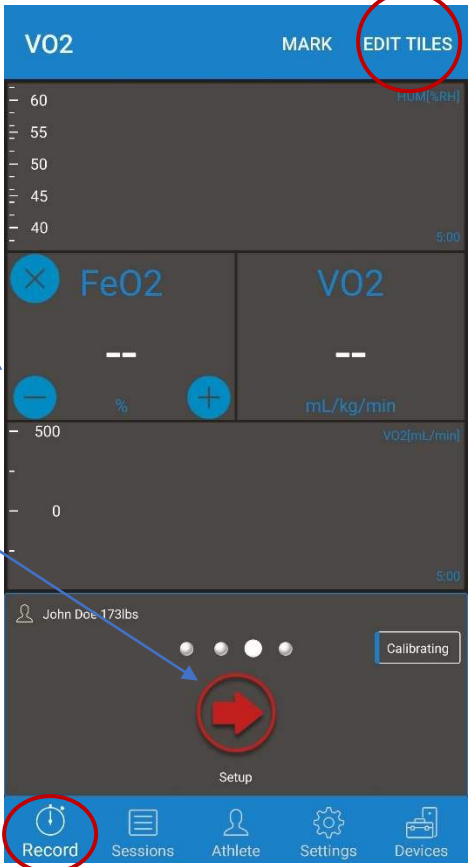 VO2 MARK EDIT TILES
60 HUM[%RH]
55
50
45
40
5:00
FeO2 VO2
-- --
% mL/kg/min
500 VO2[mL/min]
0
5:00
John Doe 173lbs
Calibrating
Setup
Record Sessions Athlete Settings Devices